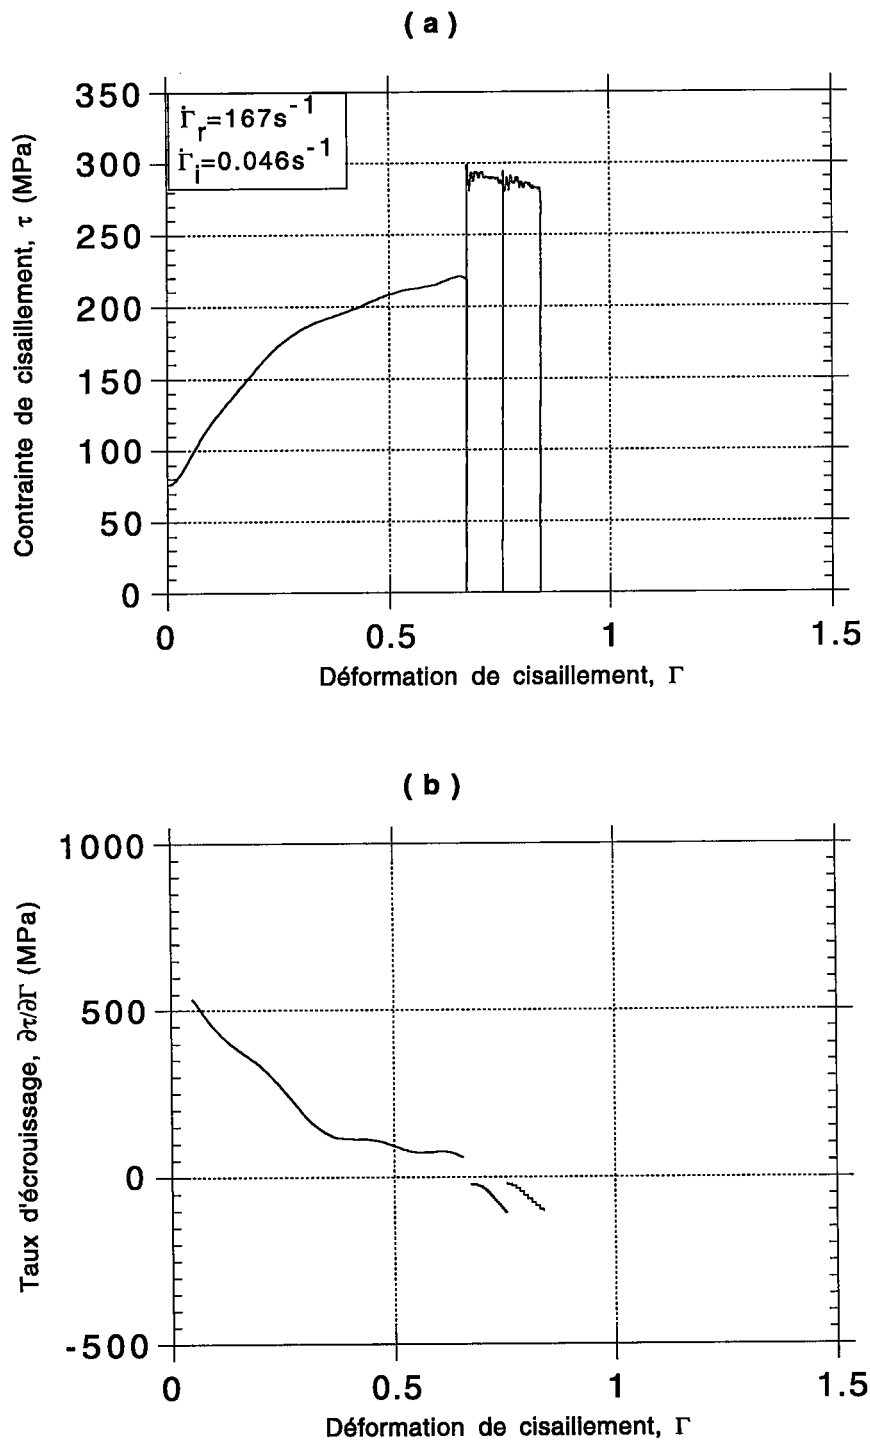 ( a )
350
300
250
200
150
100
50
0
Contrainte de cisaillement, τ (MPa)
Γ̇r=167s-1
Γ̇i=0.046s-1
0 0.5 1 1.5
Déformation de cisaillement, Γ
( b )
1000
500
0
-500
Taux d'écrouissage, ∂τ/∂Γ (MPa)
0 0.5 1 1.5
Déformation de cisaillement, Γ